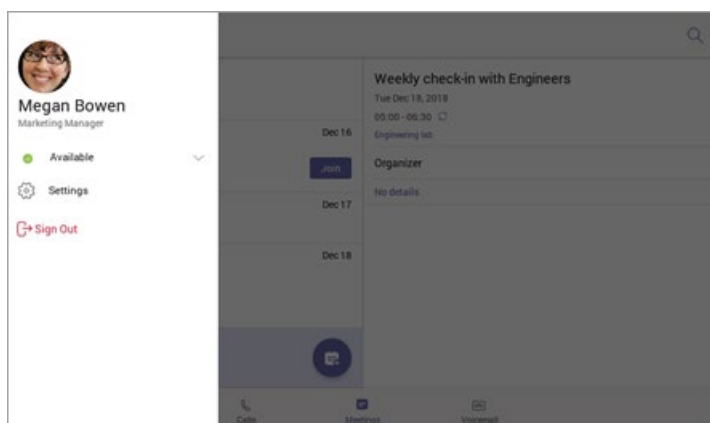 Megan Bowen
Marketing Manager
Available
Settings
Sign Out
Dec 16
Join
Dec 17
Dec 18
Weekly check-in with Engineers
Tue Dec 18, 2018
05:00 - 06:30
Engineering lab
Organizer
No details
Calls
Meetings
Voicemail